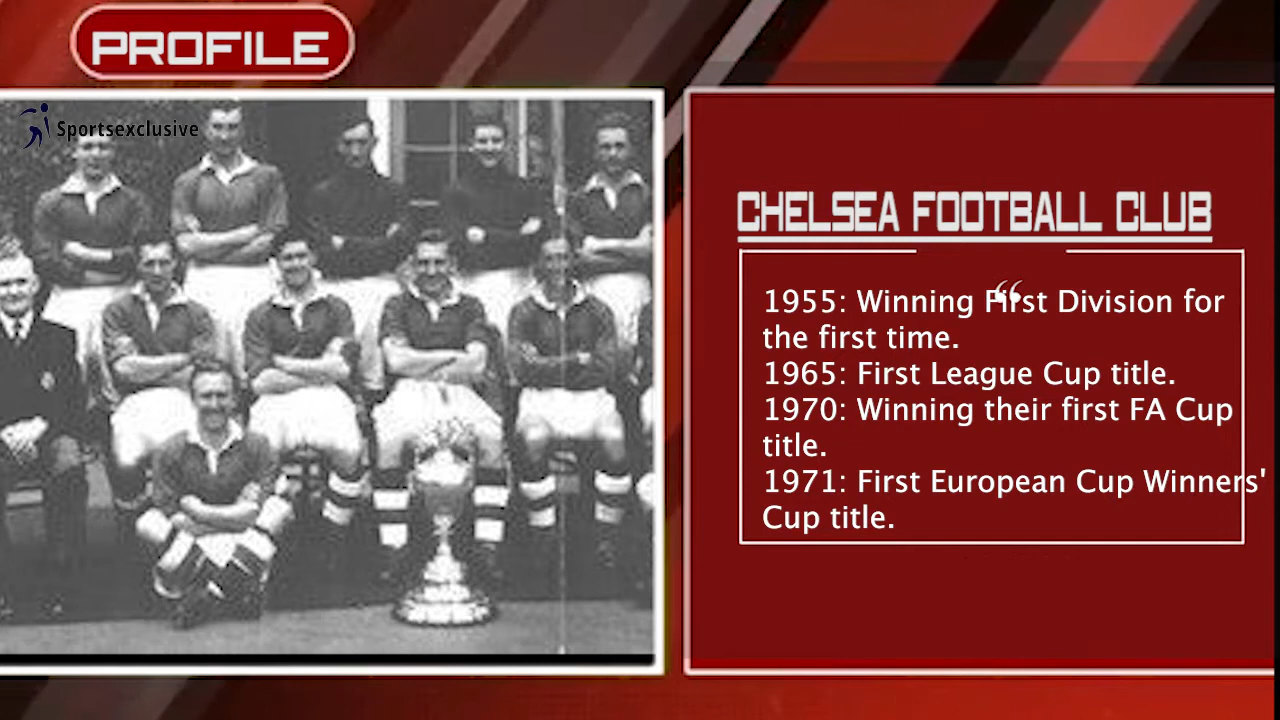 PROFILE
Sportsexclusive
CHELSEA FOOTBALL CLUB
“
1955: Winning First Division for
the first time.
1965: First League Cup title.
1970: Winning their first FA Cup
title.
1971: First European Cup Winners'
Cup title.